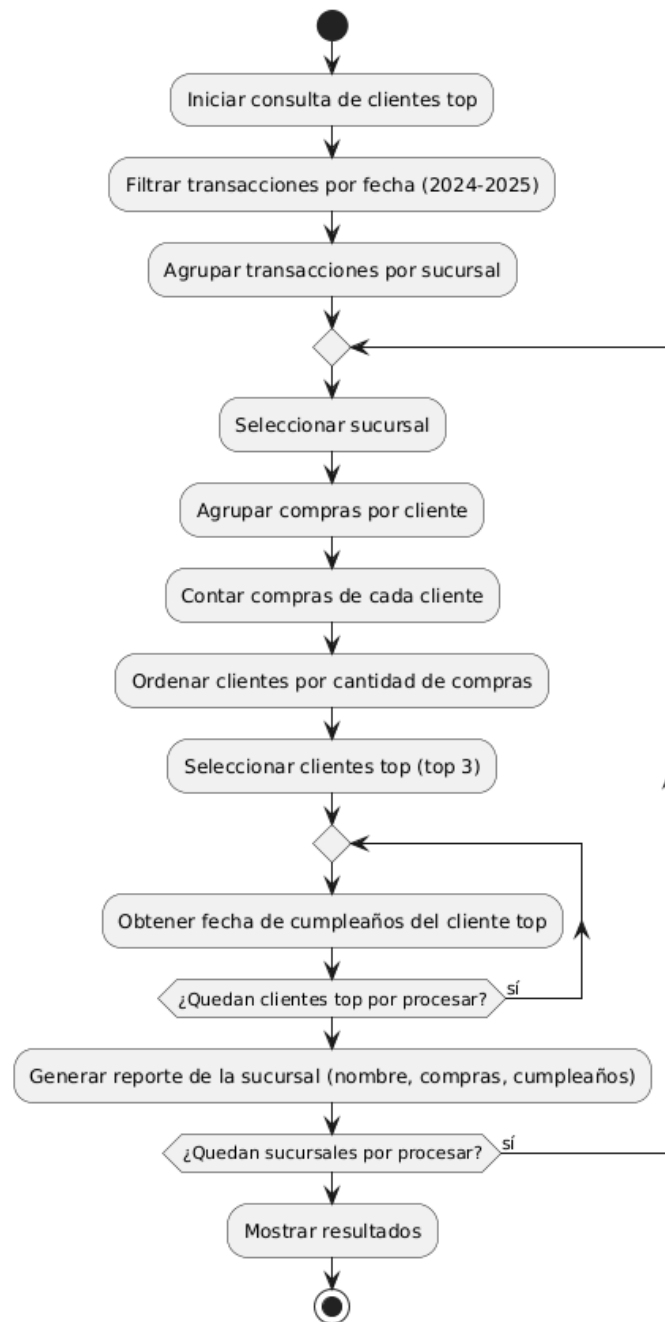 Iniciar consulta de clientes top
Filtrar transacciones por fecha (2024-2025)
Agrupar transacciones por sucursal
Seleccionar sucursal
Agrupar compras por cliente
Contar compras de cada cliente
Ordenar clientes por cantidad de compras
Seleccionar clientes top (top 3)
Obtener fecha de cumpleaños del cliente top
¿Quedan clientes top por procesar?
sí
Generar reporte de la sucursal (nombre, compras, cumpleaños)
¿Quedan sucursales por procesar?
sí
Mostrar resultados